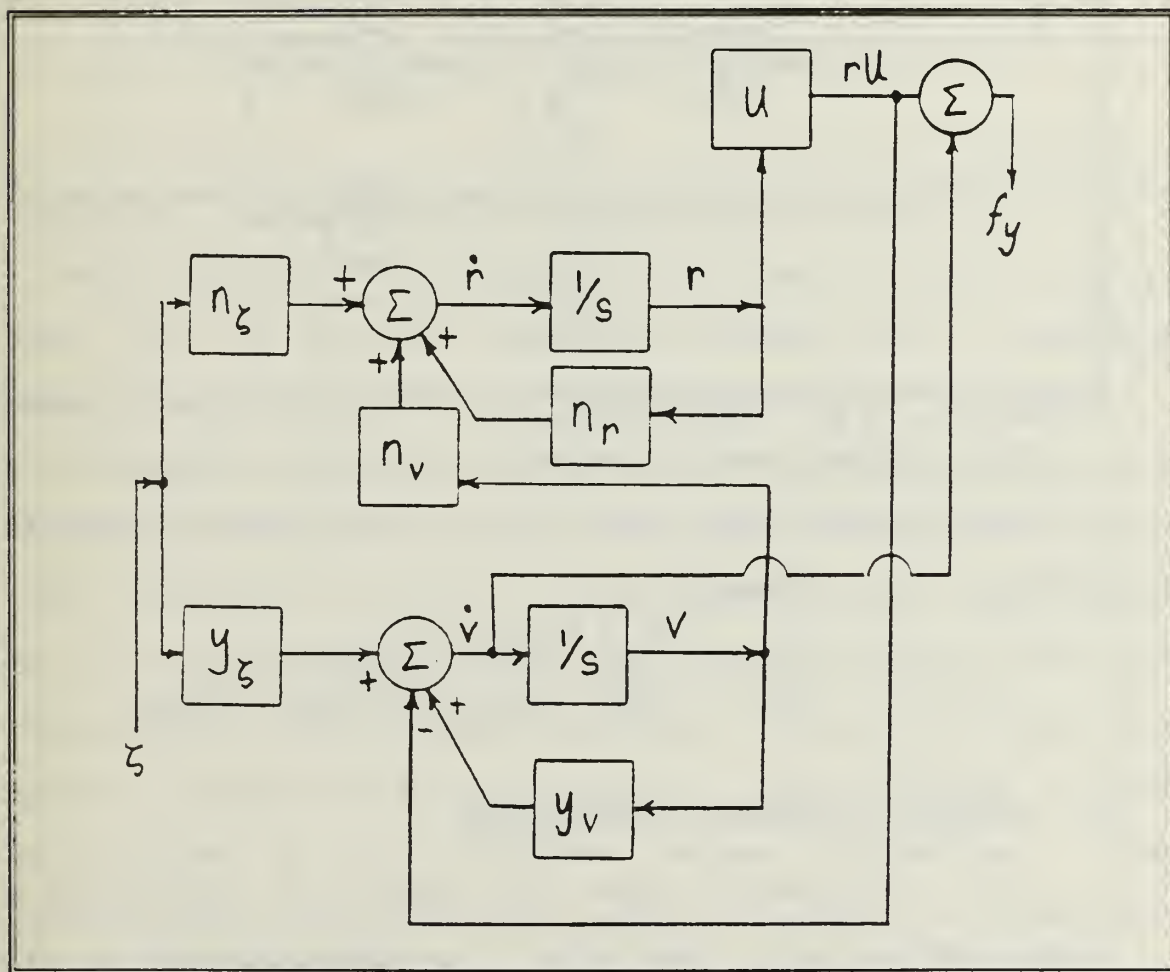 U
rU
Σ
f_y
n_ζ
+
Σ
ṙ
1/s
r
+
+
n_r
n_v
ζ
y_ζ
+
Σ
v̇
1/s
v
+
-
y_v